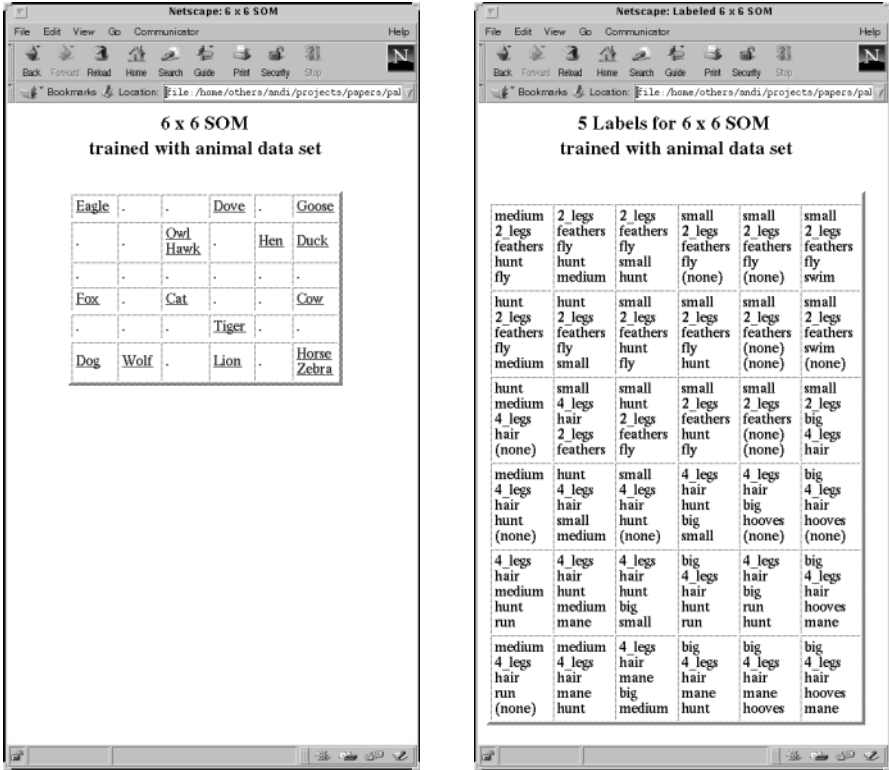 Netscape: 6 x 6 SOM
File Edit View Go Communicator Help
Back Forward Reload Home Search Guide Print Security Stop
N
Bookmarks Location: file:/home/others/andi/projects/papers/pal
6 x 6 SOM
trained with animal data set
Eagle . . Dove . Goose
. . Owl . Hen Duck
Hawk
. . . . . .
Fox . Cat . . Cow
. . . Tiger . .
Dog Wolf . Lion . Horse
Zebra
Netscape: Labeled 6 x 6 SOM
File Edit View Go Communicator Help
Back Forward Reload Home Search Guide Print Security Stop
N
Bookmarks Location: file:/home/others/andi/projects/papers/pal
5 Labels for 6 x 6 SOM
trained with animal data set
medium 2_legs 2_legs small small small
2_legs feathers feathers 2_legs 2_legs 2_legs
feathers fly fly feathers feathers feathers
hunt hunt small fly fly fly
fly medium hunt (none) (none) swim
hunt hunt small small small small
2_legs 2_legs 2_legs 2_legs 2_legs 2_legs
feathers feathers feathers feathers feathers feathers
fly fly hunt fly (none) swim
medium small fly hunt (none) (none)
hunt small small small small small
medium 4_legs hunt 2_legs 2_legs 2_legs
4_legs hair 2_legs feathers feathers big
hair 2_legs feathers hunt (none) 4_legs
(none) feathers fly fly (none) hair
medium hunt small 4_legs 4_legs big
4_legs 4_legs 4_legs hair hair 4_legs
hair hair hair hunt big hair
hunt small hunt big hooves hooves
(none) medium (none) small (none) (none)
4_legs 4_legs 4_legs big 4_legs big
hair hair hair 4_legs hair 4_legs
medium hunt hunt hair big hair
hunt medium big hunt run hooves
run mane small run hunt mane
medium medium 4_legs big big big
4_legs 4_legs hair 4_legs 4_legs 4_legs
hair hair mane hair hair hair
run mane big mane mane hooves
(none) hunt medium hunt hooves mane